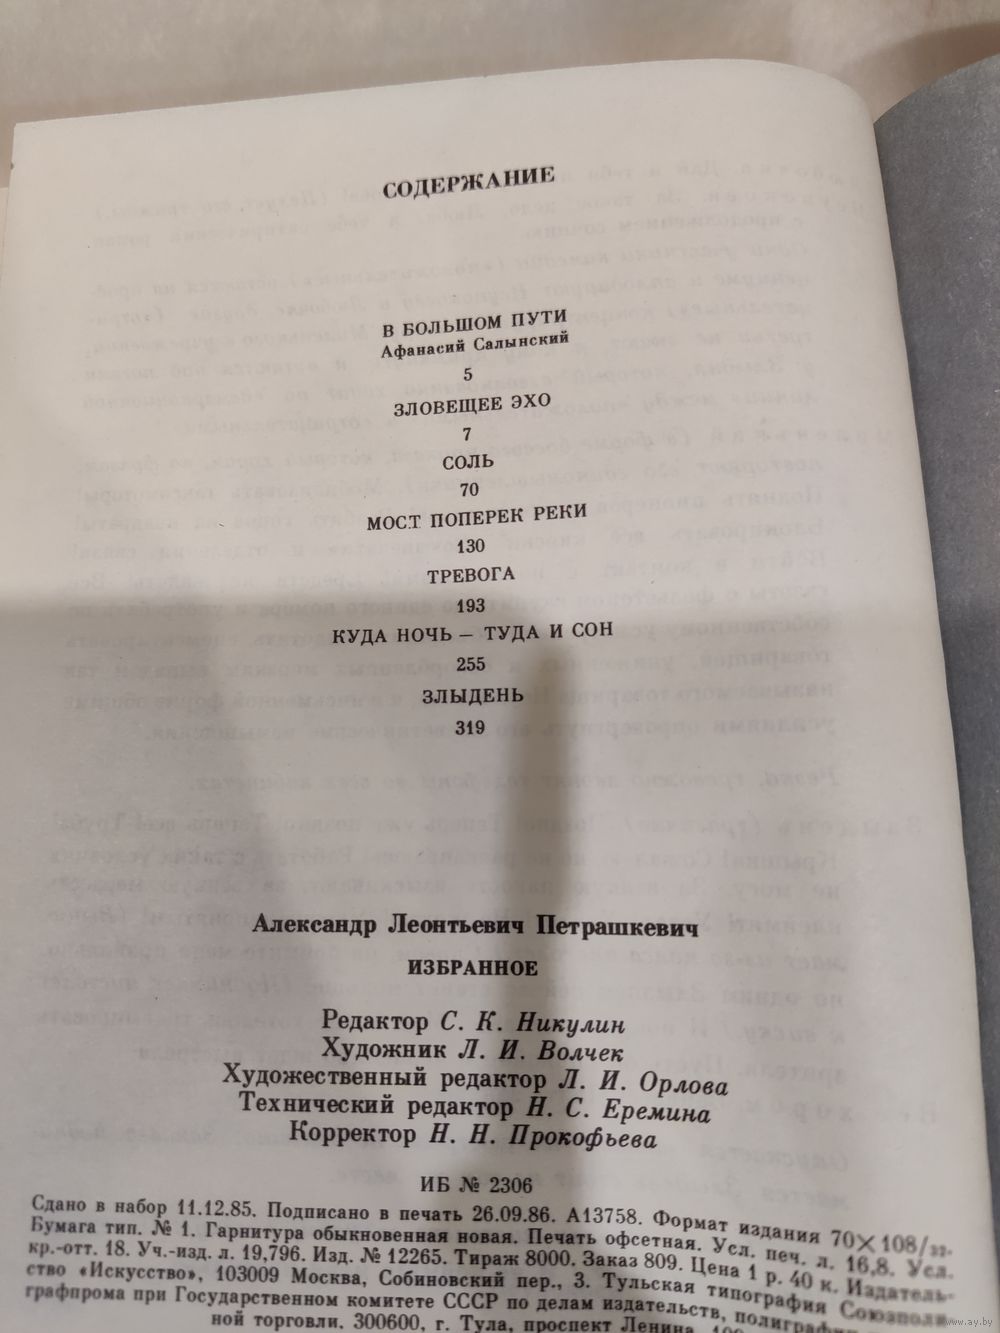 СОДЕРЖАНИЕ
В БОЛЬШОМ ПУТИ
Афанасий Салынский
5
ЗЛОВЕЩЕЕ ЭХО
7
СОЛЬ
70
МОСТ ПОПЕРЕК РЕКИ
130
ТРЕВОГА
193
КУДА НОЧЬ — ТУДА И СОН
255
ЗЛЫДЕНЬ
319
Александр Леонтьевич Петрашкевич
ИЗБРАННОЕ
Редактор С. К. Никулин
Художник Л. И. Волчек
Художественный редактор Л. И. Орлова
Технический редактор Н. С. Еремина
Корректор Н. Н. Прокофьева
ИБ № 2306
Сдано в набор 11.12.85. Подписано в печать 26.09.86. А13758. Формат издания 70×108/32.
Бумага тип. № 1. Гарнитура обыкновенная новая. Печать офсетная. Усл. печ. л. 16,8. Усл.
кр.-отт. 18. Уч.-изд. л. 19,796. Изд. № 12265. Тираж 8000. Заказ 809. Цена 1 р. 40 к. Издатель-
ство «Искусство», 103009 Москва, Собиновский пер., 3. Тульская типография Союзполи-
графпрома при Государственном комитете СССР по делам издательств, полиграфии
ной торговли. 300600, г. Тула, проспект Ленина,
www.ay.by